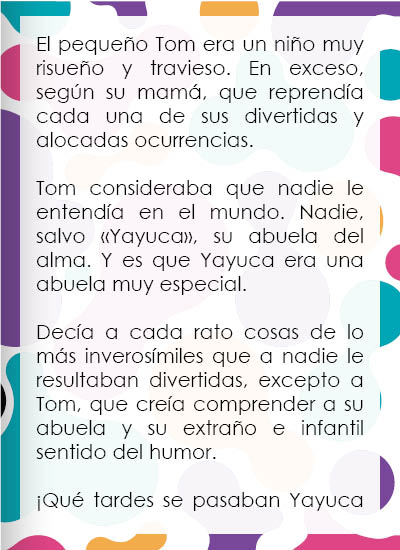 El pequeño Tom era un niño muy
risueño y travieso. En exceso,
según su mamá, que reprendía
cada una de sus divertidas y
alocadas ocurrencias.
Tom consideraba que nadie le
entendía en el mundo. Nadie,
salvo «Yayuca», su abuela del
alma. Y es que Yayuca era una
abuela muy especial.
Decía a cada rato cosas de lo
más inverosímiles que a nadie le
resultaban divertidas, excepto a
Tom, que creía comprender a su
abuela y su extraño e infantil
sentido del humor.
¡Qué tardes se pasaban Yayuca